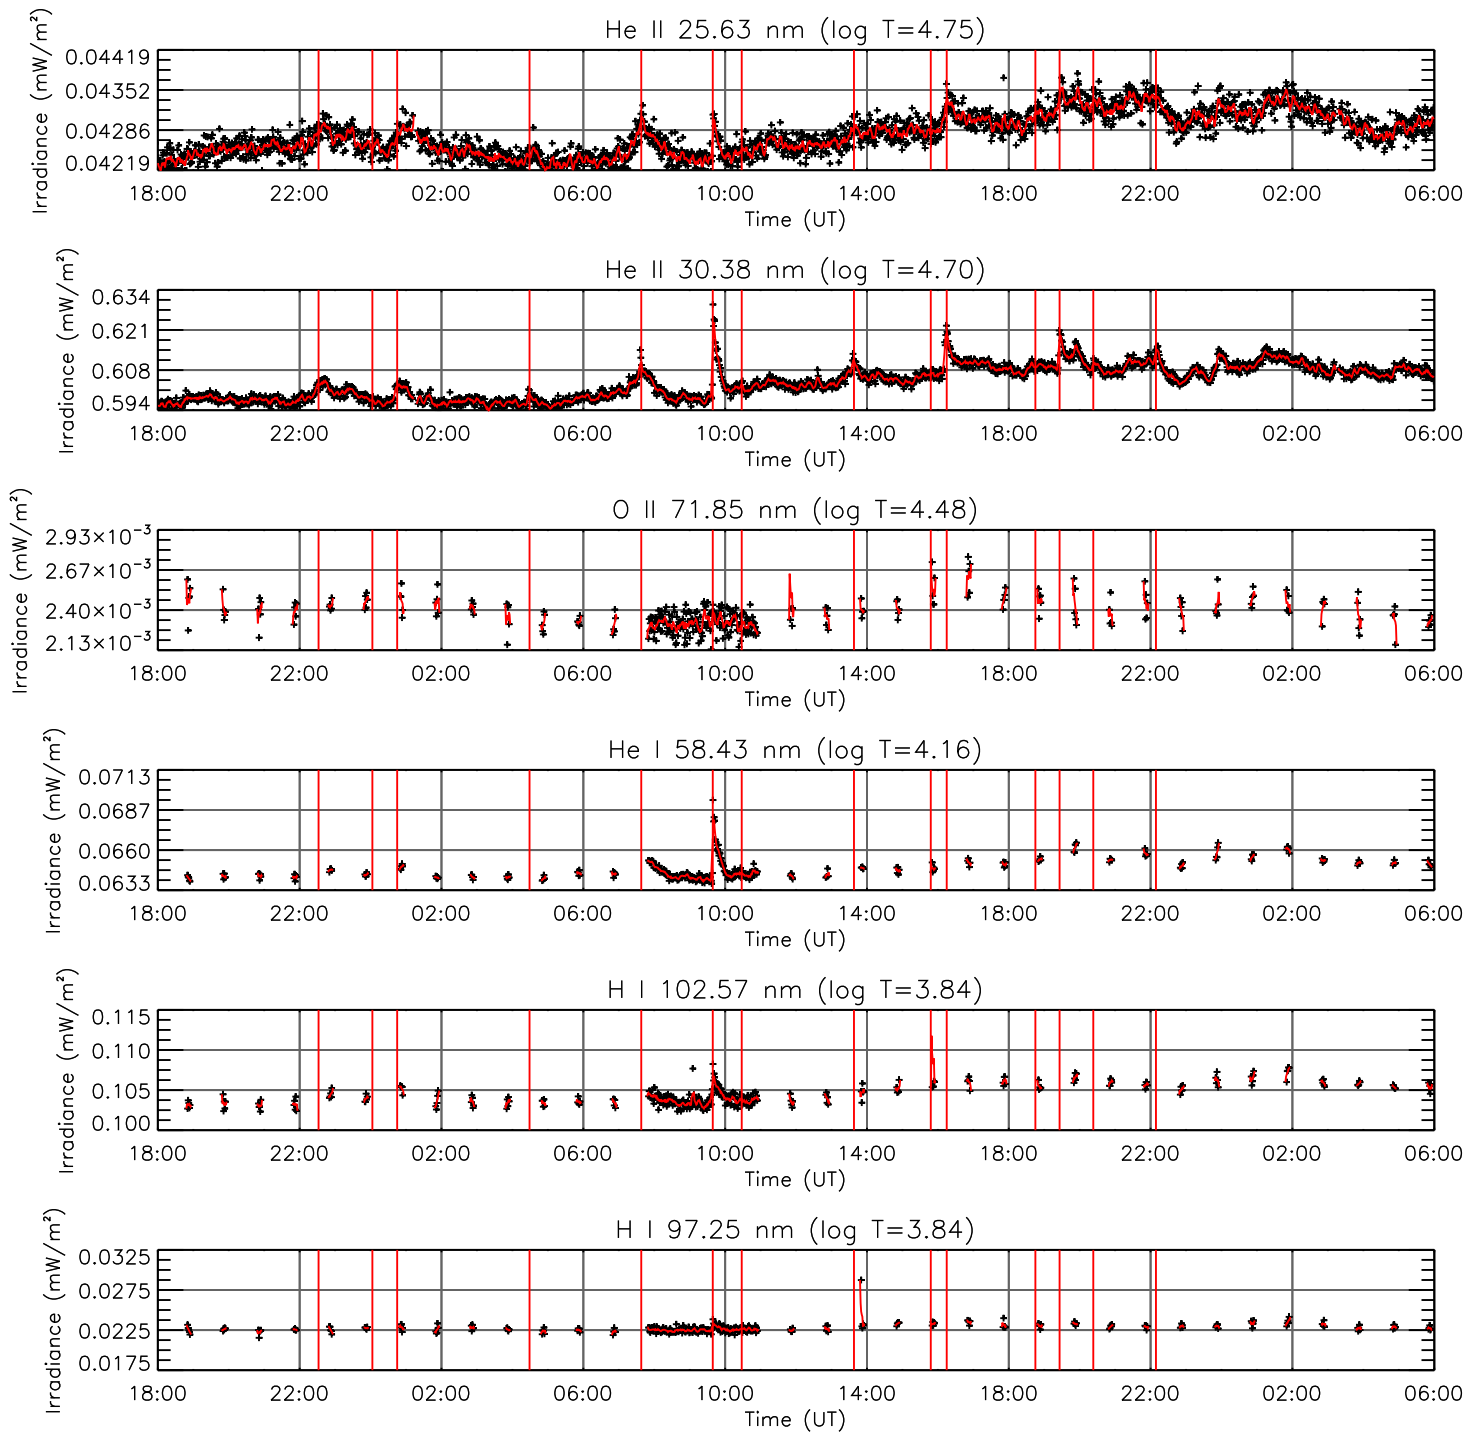 He II 25.63 nm (log T=4.75)
Irradiance (mW/m²)
0.04419
0.04352
0.04286
0.04219
18:00 22:00 02:00 06:00 10:00 14:00 18:00 22:00 02:00 06:00
Time (UT)
He II 30.38 nm (log T=4.70)
Irradiance (mW/m²)
0.634
0.621
0.608
0.594
18:00 22:00 02:00 06:00 10:00 14:00 18:00 22:00 02:00 06:00
Time (UT)
O II 71.85 nm (log T=4.48)
Irradiance (mW/m²)
2.93×10⁻³
2.67×10⁻³
2.40×10⁻³
2.13×10⁻³
18:00 22:00 02:00 06:00 10:00 14:00 18:00 22:00 02:00 06:00
Time (UT)
He I 58.43 nm (log T=4.16)
Irradiance (mW/m²)
0.0713
0.0687
0.0660
0.0633
18:00 22:00 02:00 06:00 10:00 14:00 18:00 22:00 02:00 06:00
Time (UT)
H I 102.57 nm (log T=3.84)
Irradiance (mW/m²)
0.115
0.110
0.105
0.100
18:00 22:00 02:00 06:00 10:00 14:00 18:00 22:00 02:00 06:00
Time (UT)
H I 97.25 nm (log T=3.84)
Irradiance (mW/m²)
0.0325
0.0275
0.0225
0.0175
18:00 22:00 02:00 06:00 10:00 14:00 18:00 22:00 02:00 06:00
Time (UT)